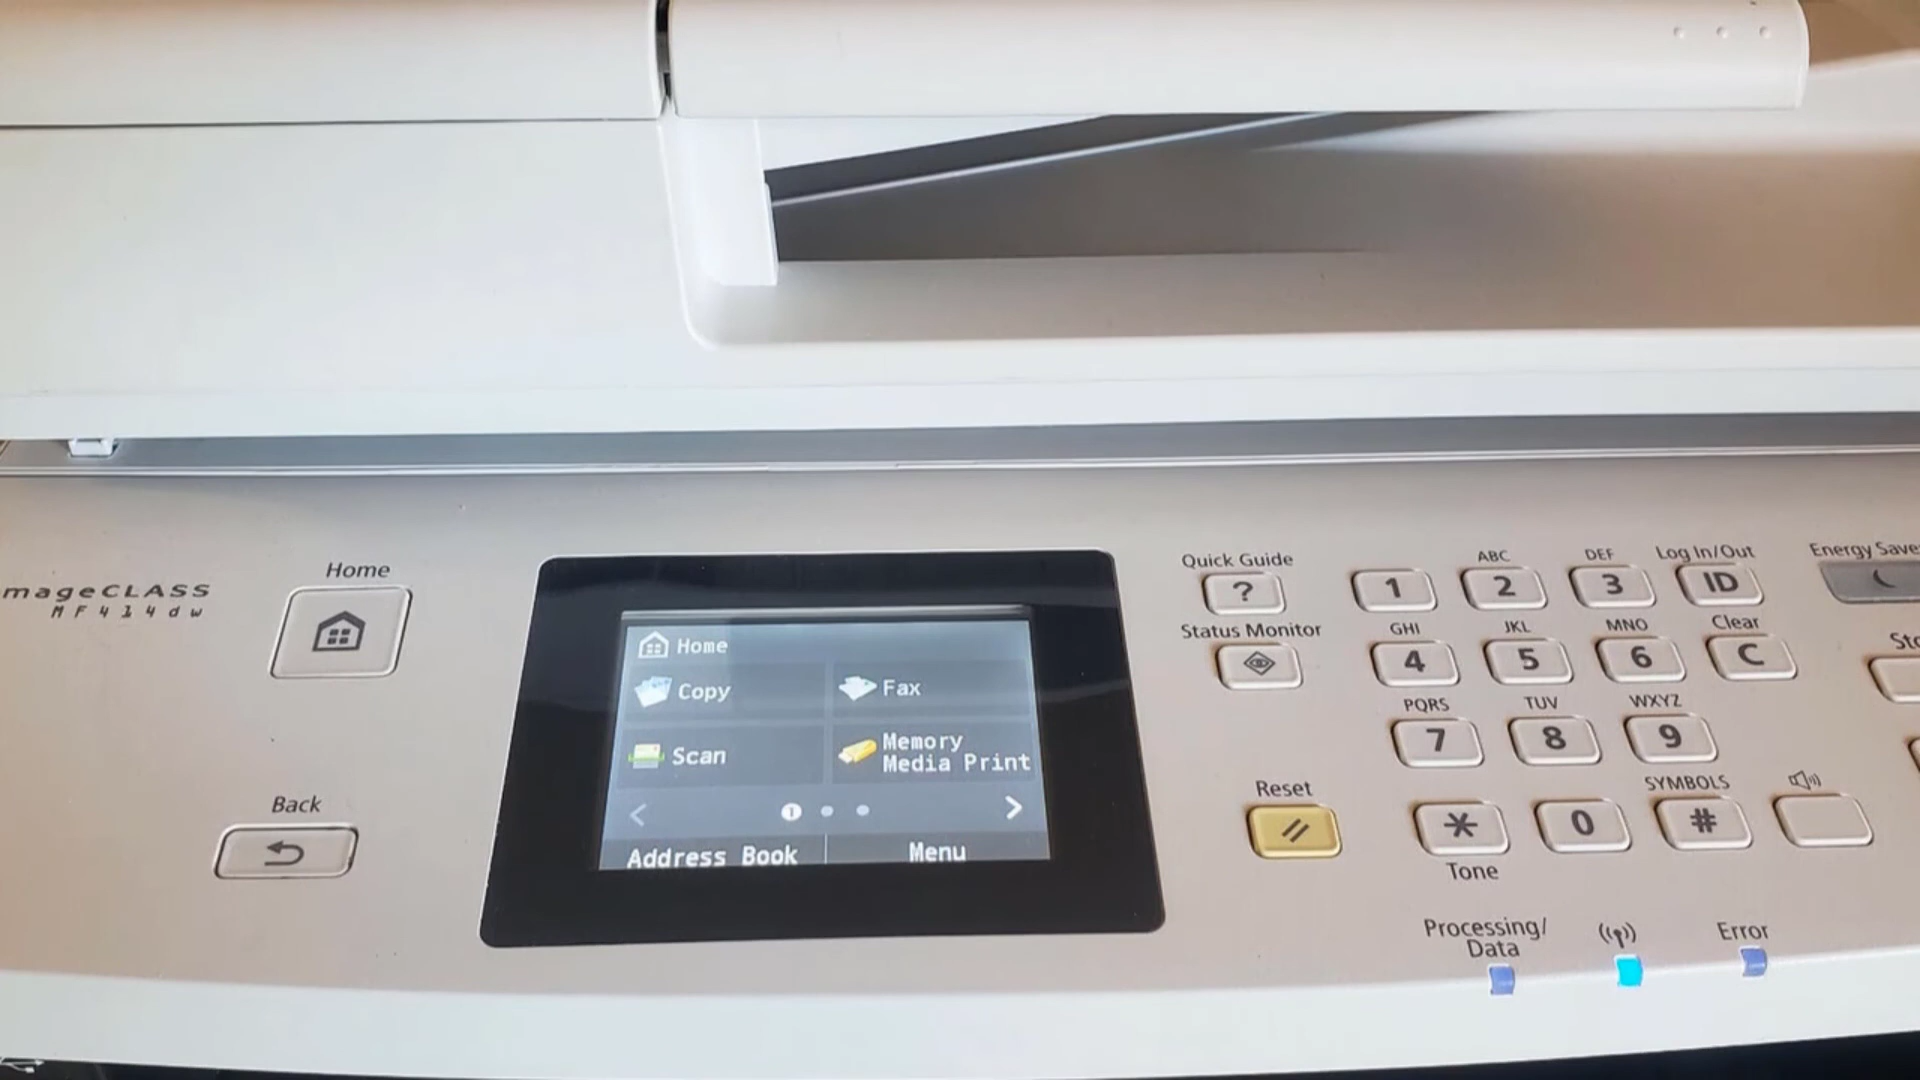 mageCLASS
MF414dw
Home
Back
Home
Copy
Fax
Scan
Memory
Media Print
1
Address Book
Menu
Quick Guide
?
Status Monitor
Reset
1
ABC
2
DEF
3
Log In/Out
ID
GHI
4
JKL
5
MNO
6
Clear
C
PQRS
7
TUV
8
WXYZ
9
*
Tone
0
SYMBOLS
#
Energy Save
Sto
Processing/
Data
Error